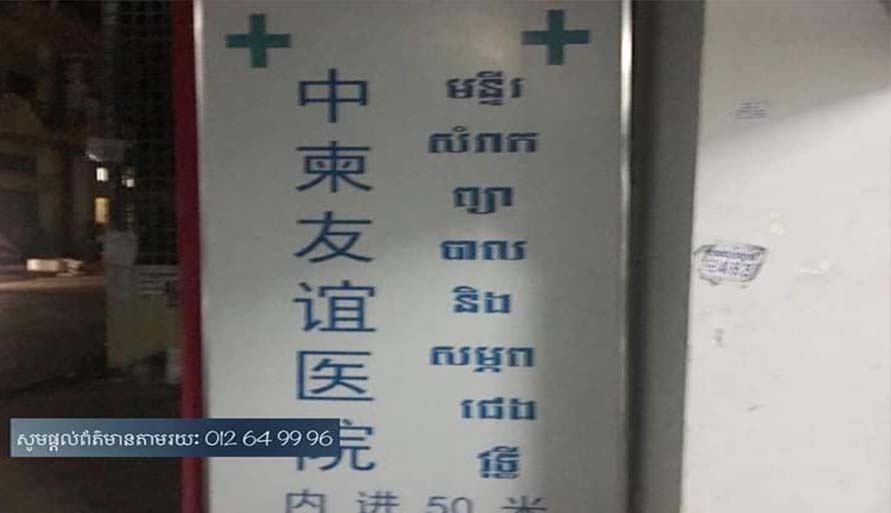 中柬友谊医院
មន្ទីរ
សំរាក
ព្យា
បាល
និង
សម្ភព
ជេង
ឡី
内进50米
សូមផ្តល់ព័ត៌មានតាមរយៈ 012 64 99 96